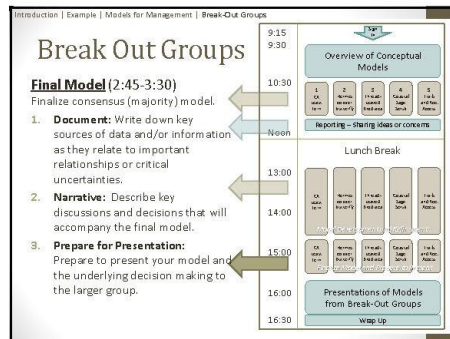 Introduction | Example | Models for Management | Break-Out Groups
Break Out Groups
Final Model (2:45-3:30)
Finalize consensus (majority) model.
1. Document: Write down key
sources of data and/or information
as they relate to important
relationships or critical
uncertainties.
2. Narrative: Describe key
discussions and decisions that will
accompany the final model.
3. Prepare for Presentation:
Prepare to present your model and
the underlying decision making to
the larger group.
9:15
9:30
Overview of Conceptual
Models
10:30
1
2
3
4
5
Reporting – Sharing ideas or concerns
Noon
Lunch Break
13:00
14:00
15:00
16:00
Presentations of Models
from Break-Out Groups
16:30
Wrap Up